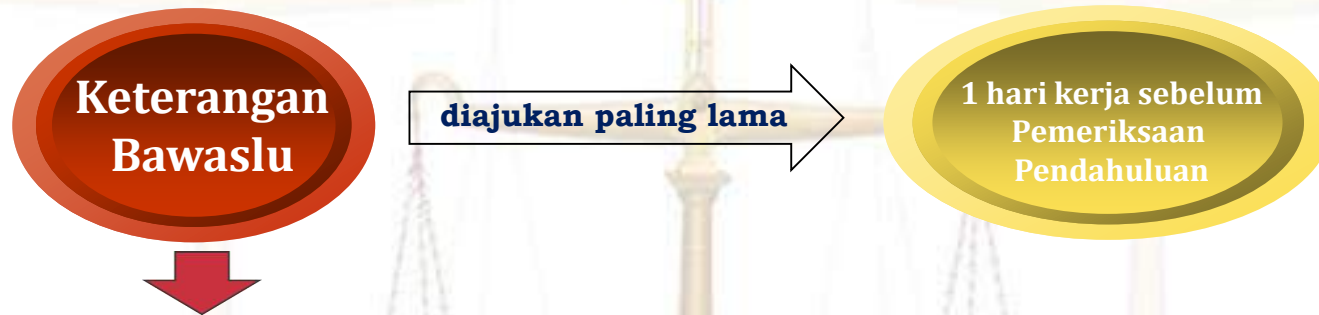 Keterangan
Bawaslu
diajukan paling lama
1 hari kerja sebelum
Pemeriksaan
Pendahuluan